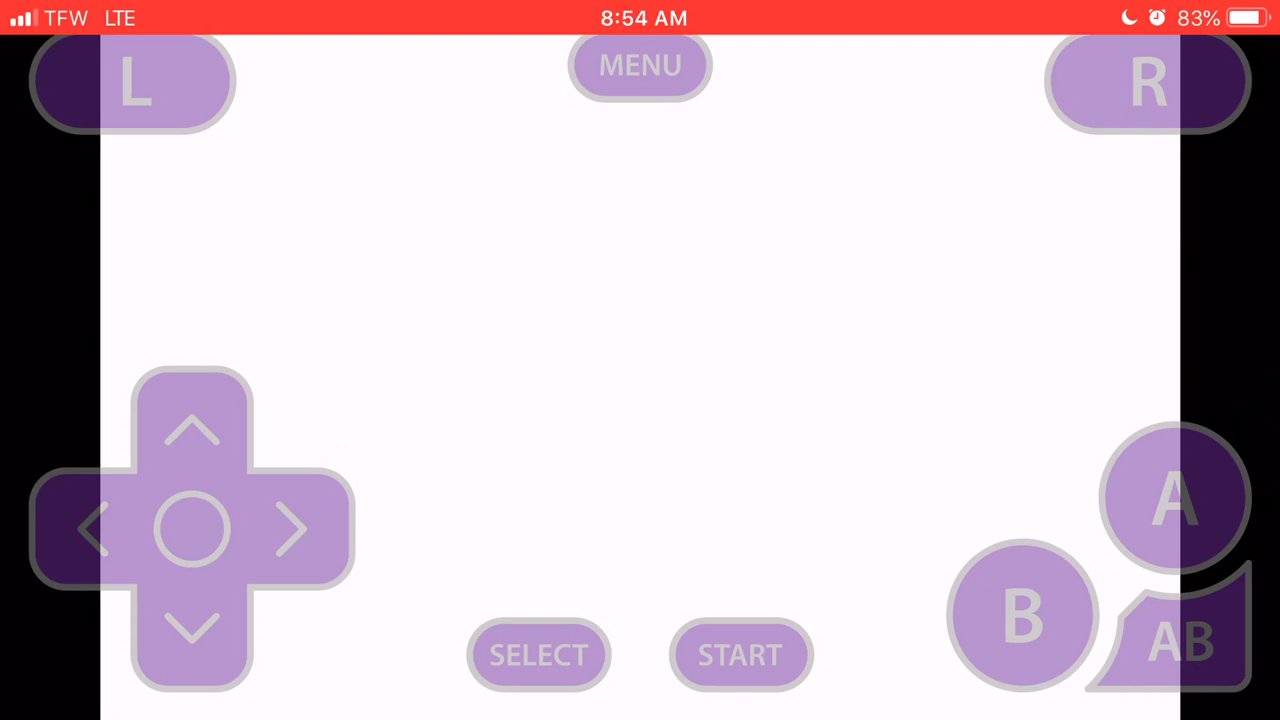 TFW LTE 8:54 AM 83%
L MENU R
A
B
AB
SELECT START